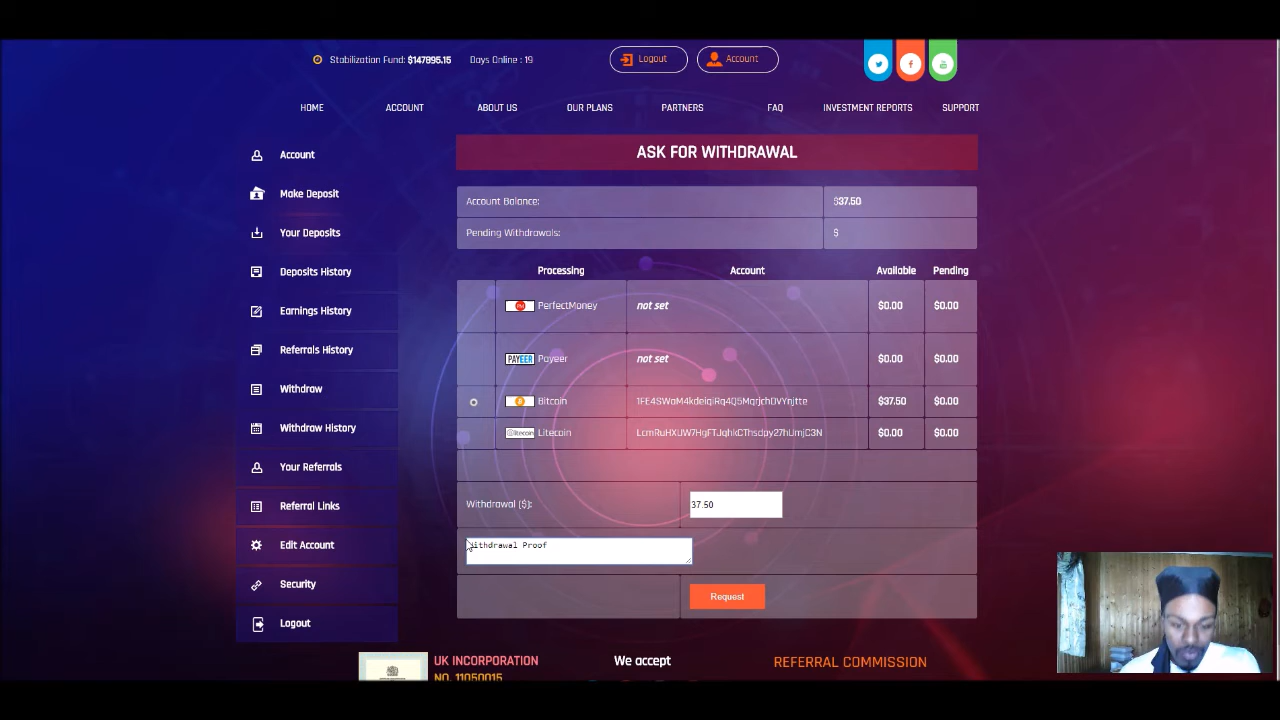 Stabilization Fund: $147895.15 Days Online : 19 Logout Account
HOME ACCOUNT ABOUT US OUR PLANS PARTNERS FAQ INVESTMENT REPORTS SUPPORT
Account
Make Deposit
Your Deposits
Deposits History
Earnings History
Referrals History
Withdraw
Withdraw History
Your Referrals
Referral Links
Edit Account
Security
Logout
ASK FOR WITHDRAWAL
Account Balance: $37.50
Pending Withdrawals: $
Processing Account Available Pending
PM PerfectMoney not set $0.00 $0.00
PAYEER Payeer not set $0.00 $0.00
Bitcoin $37.50 $0.00
litecoin Litecoin $0.00 $0.00
Withdrawal ($): 37.50
Withdrawal Proof
Request
UK INCORPORATION
NO. 11050015
We accept
REFERRAL COMMISSION